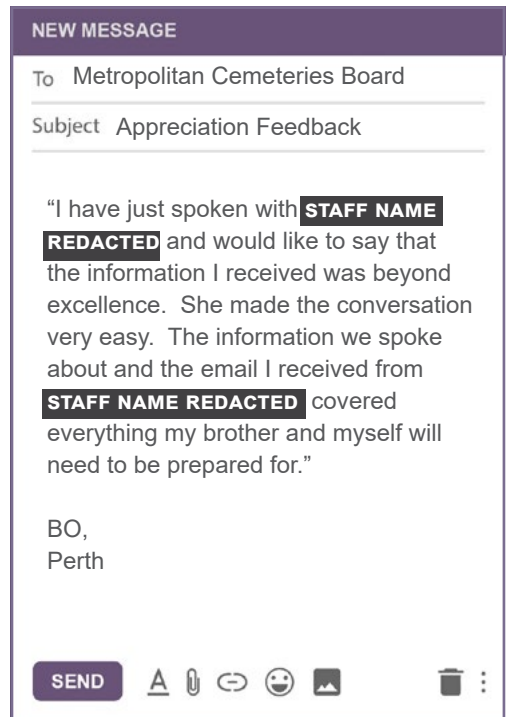 NEW MESSAGE
To Metropolitan Cemeteries Board
Subject Appreciation Feedback
“I have just spoken with STAFF NAME
REDACTED and would like to say that
the information I received was beyond
excellence.  She made the conversation
very easy.  The information we spoke
about and the email I received from
STAFF NAME REDACTED covered
everything my brother and myself will
need to be prepared for.”
BO,
Perth
SEND A